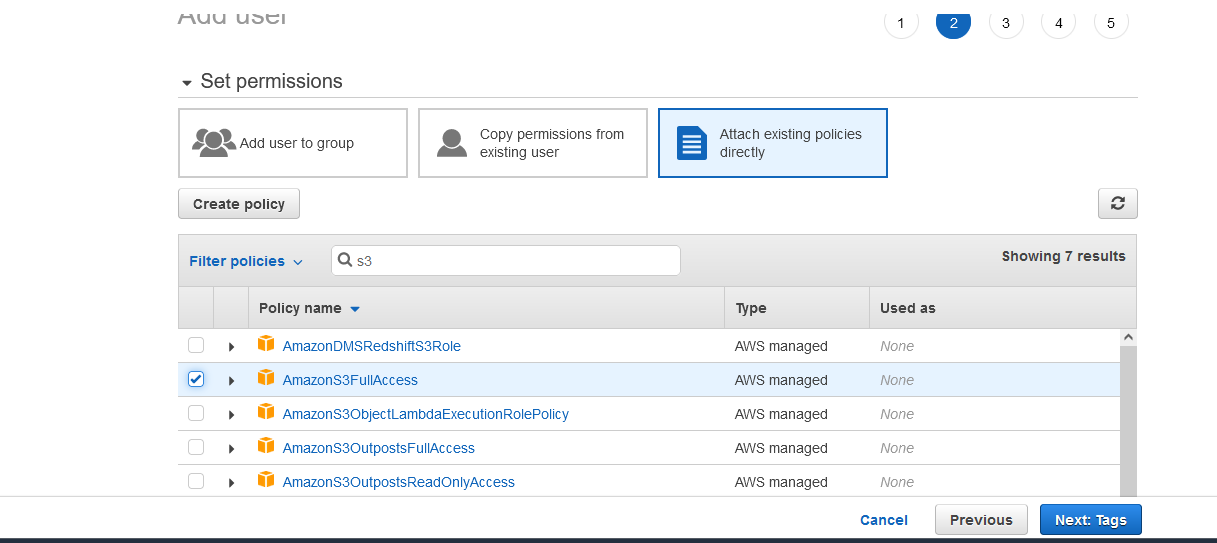 Add user
1 2 3 4 5
Set permissions
Add user to group
Copy permissions from
existing user
Attach existing policies
directly
Create policy
Filter policies
s3
Showing 7 results
Policy name Type Used as
AmazonDMSRedshiftS3Role AWS managed None
AmazonS3FullAccess AWS managed None
AmazonS3ObjectLambdaExecutionRolePolicy AWS managed None
AmazonS3OutpostsFullAccess AWS managed None
AmazonS3OutpostsReadOnlyAccess AWS managed None
Cancel Previous Next: Tags